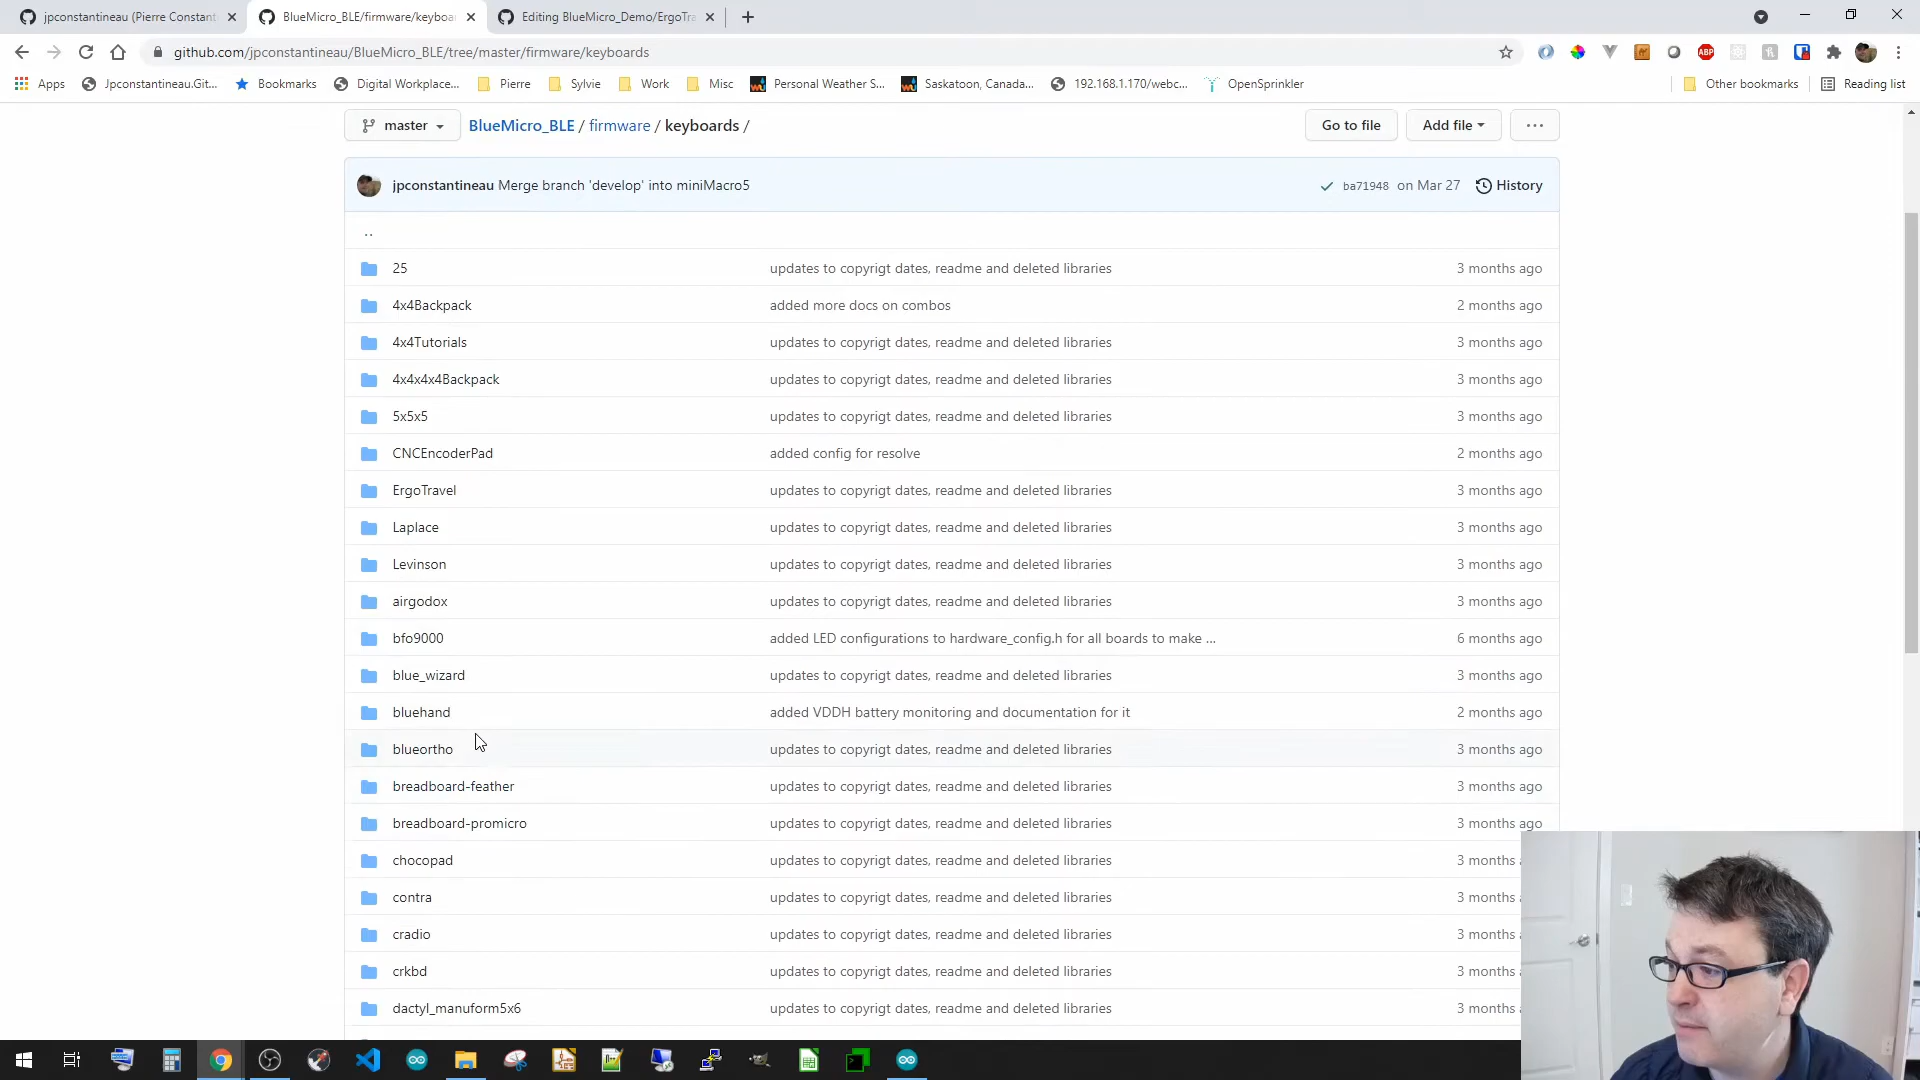 jpconstantineau (Pierre Constant
BlueMicro_BLE/firmware/keyboa
Editing BlueMicro_Demo/ErgoTra
github.com/jpconstantineau/BlueMicro_BLE/tree/master/firmware/keyboards
ABP
Apps
Jpconstantineau.Git...
Bookmarks
Digital Workplace...
Pierre
Sylvie
Work
Misc
Personal Weather S...
Saskatoon, Canada...
192.168.1.170/webc...
OpenSprinkler
Other bookmarks
Reading list
master
BlueMicro_BLE / firmware / keyboards /
Go to file
Add file
...
jpconstantineau Merge branch 'develop' into miniMacro5
ba71948 on Mar 27
History
..
25 updates to copyrigt dates, readme and deleted libraries 3 months ago
4x4Backpack added more docs on combos 2 months ago
4x4Tutorials updates to copyrigt dates, readme and deleted libraries 3 months ago
4x4x4x4Backpack updates to copyrigt dates, readme and deleted libraries 3 months ago
5x5x5 updates to copyrigt dates, readme and deleted libraries 3 months ago
CNCEncoderPad added config for resolve 2 months ago
ErgoTravel updates to copyrigt dates, readme and deleted libraries 3 months ago
Laplace updates to copyrigt dates, readme and deleted libraries 3 months ago
Levinson updates to copyrigt dates, readme and deleted libraries 3 months ago
airgodox updates to copyrigt dates, readme and deleted libraries 3 months ago
bfo9000 added LED configurations to hardware_config.h for all boards to make ... 6 months ago
blue_wizard updates to copyrigt dates, readme and deleted libraries 3 months ago
bluehand added VDDH battery monitoring and documentation for it 2 months ago
blueortho updates to copyrigt dates, readme and deleted libraries 3 months ago
breadboard-feather updates to copyrigt dates, readme and deleted libraries 3 months ago
breadboard-promicro updates to copyrigt dates, readme and deleted libraries 3 months ago
chocopad updates to copyrigt dates, readme and deleted libraries 3 months
contra updates to copyrigt dates, readme and deleted libraries 3 months
cradio updates to copyrigt dates, readme and deleted libraries 3 months
crkbd updates to copyrigt dates, readme and deleted libraries 3 months
dactyl_manuform5x6 updates to copyrigt dates, readme and deleted libraries 3 months